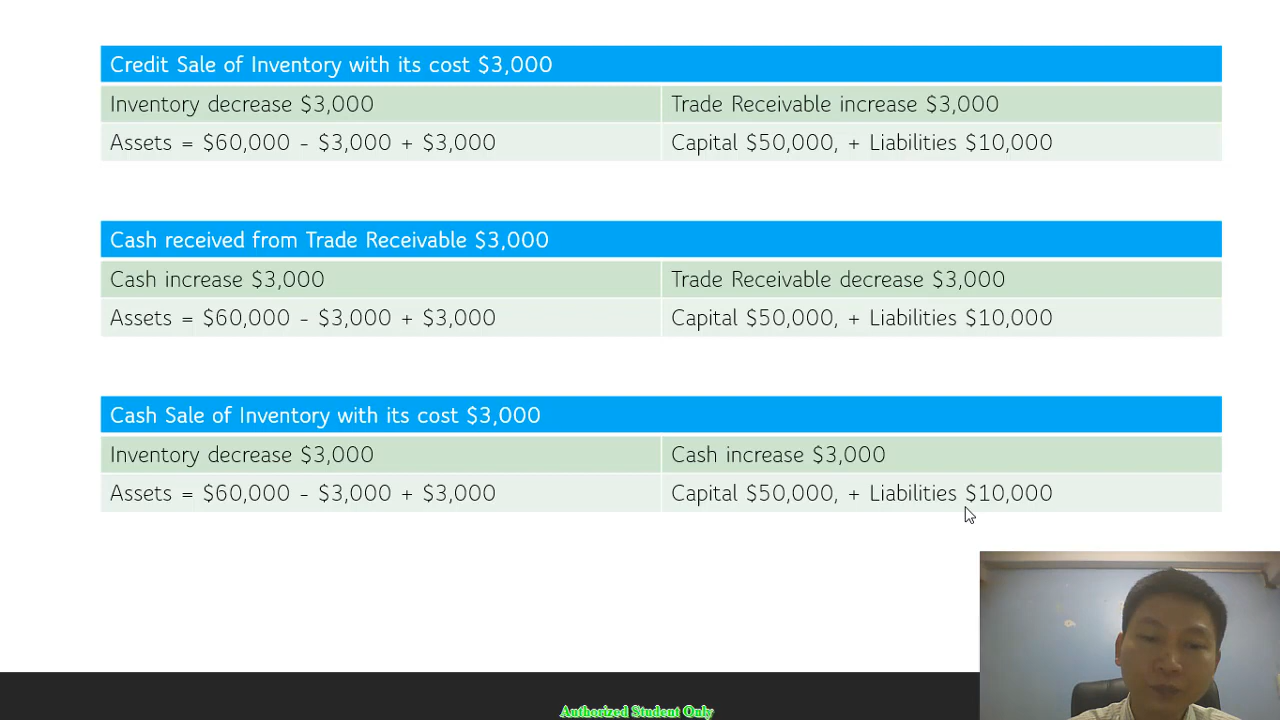 Credit Sale of Inventory with its cost $3,000
Inventory decrease $3,000
Trade Receivable increase $3,000
Assets = $60,000 - $3,000 + $3,000
Capital $50,000, + Liabilities $10,000
Cash received from Trade Receivable $3,000
Cash increase $3,000
Trade Receivable decrease $3,000
Assets = $60,000 - $3,000 + $3,000
Capital $50,000, + Liabilities $10,000
Cash Sale of Inventory with its cost $3,000
Inventory decrease $3,000
Cash increase $3,000
Assets = $60,000 - $3,000 + $3,000
Capital $50,000, + Liabilities $10,000
Authorized Student Only